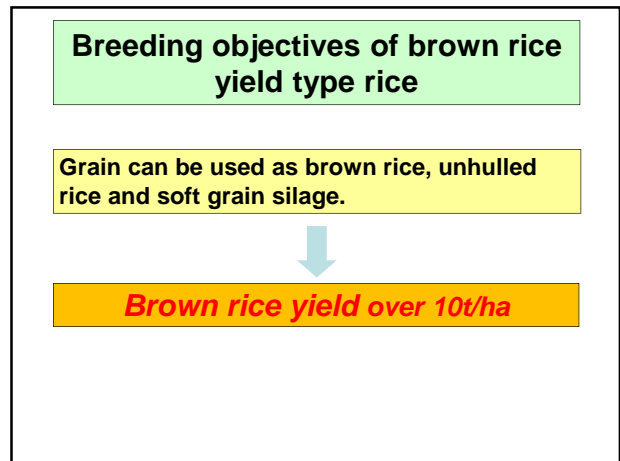 Breeding objectives of brown rice
yield type rice
Grain can be used as brown rice, unhulled
rice and soft grain silage.
Brown rice yield over 10t/ha